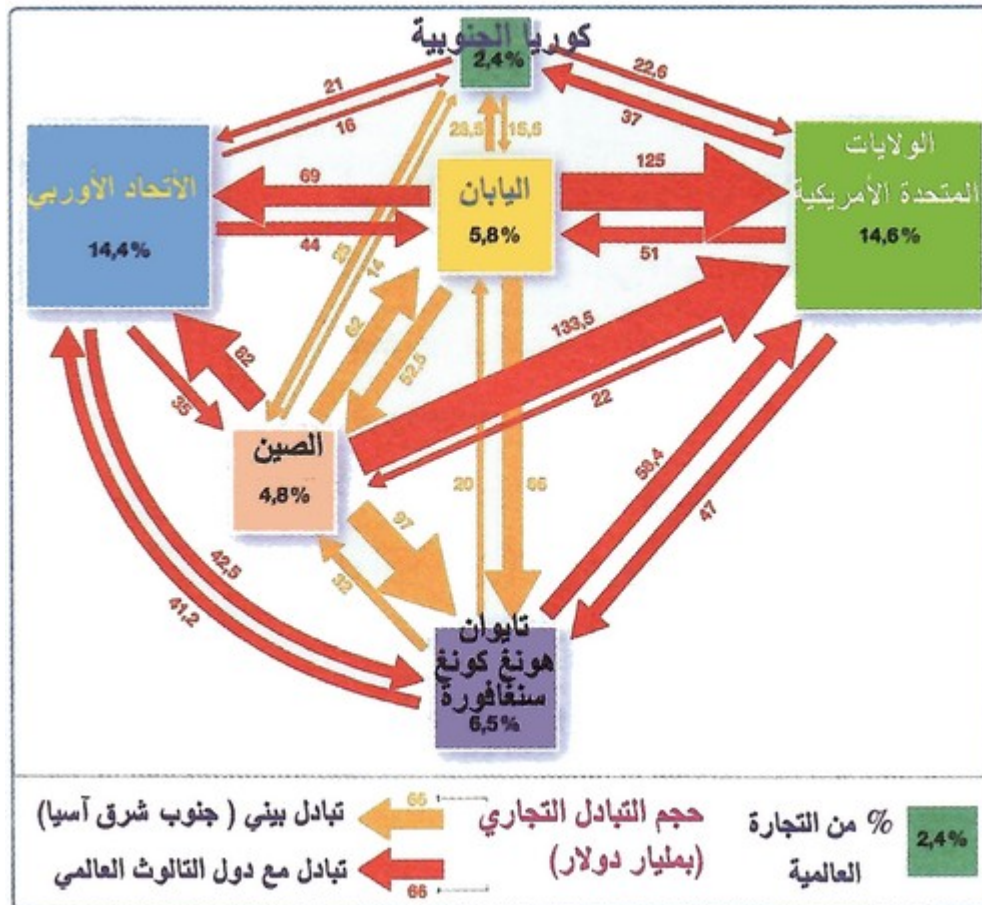 كوريا الجنوبية
2,4%
21
16
22,6
37
28,5
15,5
الولايات
المتحدة الأمريكية
14,6%
الأتحاد الأوربي
14,4%
اليابان
5,8%
69
44
125
51
25
14
62
52,5
133,5
22
82
35
الصين
4,8%
97
32
20
66
58,4
47
42,5
41,2
تايوان
هونغ كونغ
سنغافورة
6,5%
2,4%
% من التجارة
العالمية
حجم التبادل التجاري
(بمليار دولار)
66
تبادل بيني ( جنوب شرق آسيا)
تبادل مع دول التالوث العالمي
66